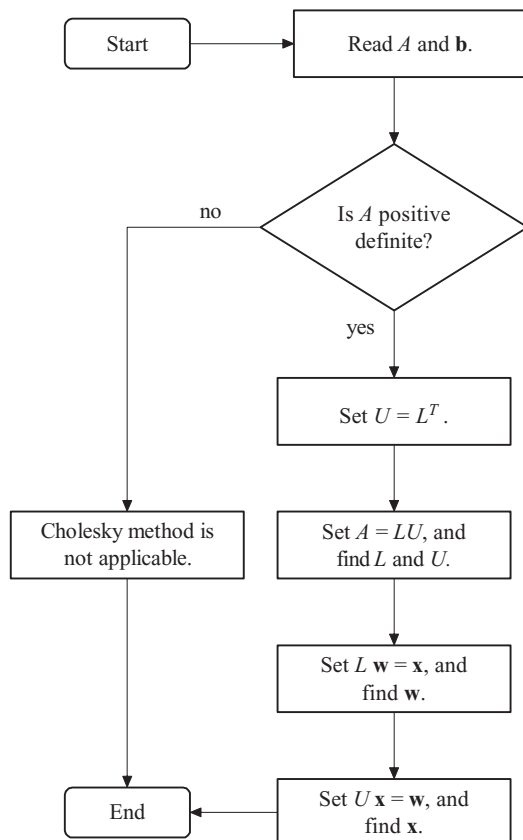 Start
Read A and b.
Is A positive
definite?
no
yes
Set U = L^T .
Cholesky method is
not applicable.
Set A = LU, and
find L and U.
Set L w = x, and
find w.
End
Set U x = w, and
find x.